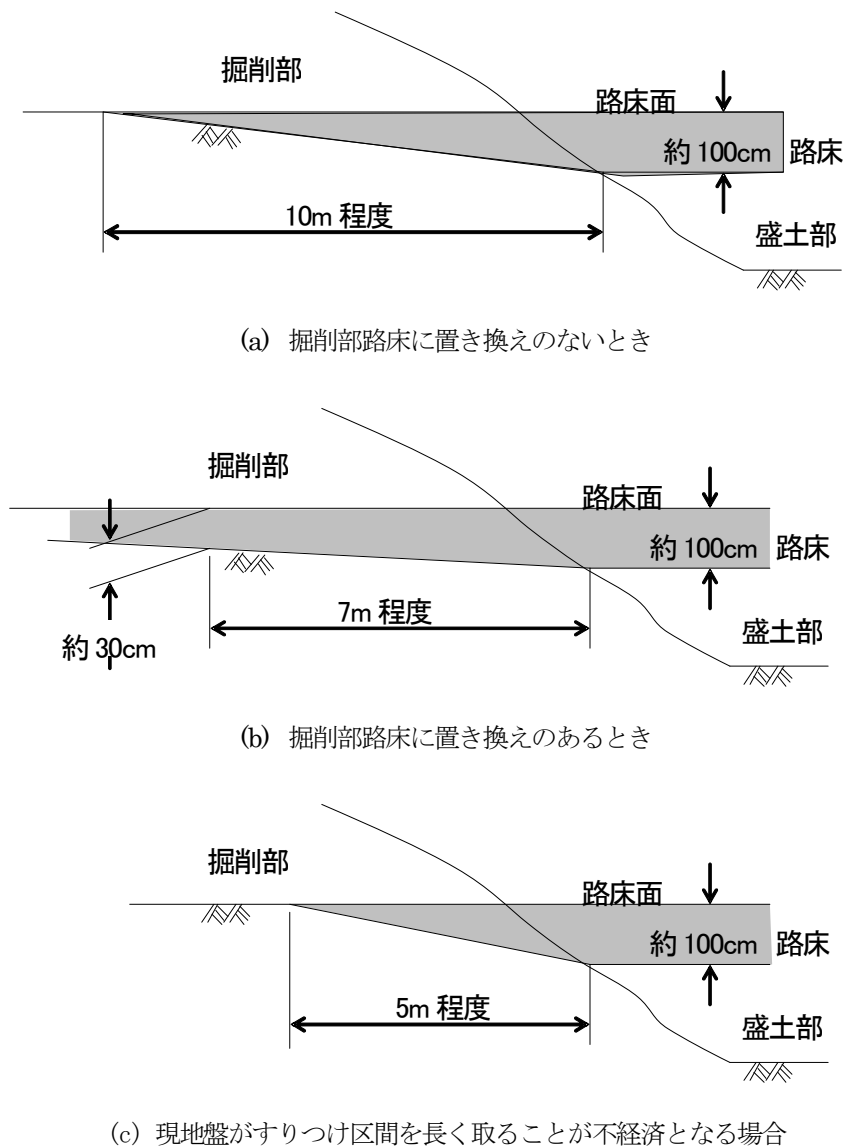 掘削部
路床面
約 100cm 路床
10m 程度
盛土部
(a) 掘削部路床に置き換えのないとき
掘削部
路床面
約 100cm 路床
7m 程度
約 30cm
盛土部
(b) 掘削部路床に置き換えのあるとき
掘削部
路床面
約 100cm 路床
5m 程度
盛土部
(c) 現地盤がすりつけ区間を長く取ることが不経済となる場合